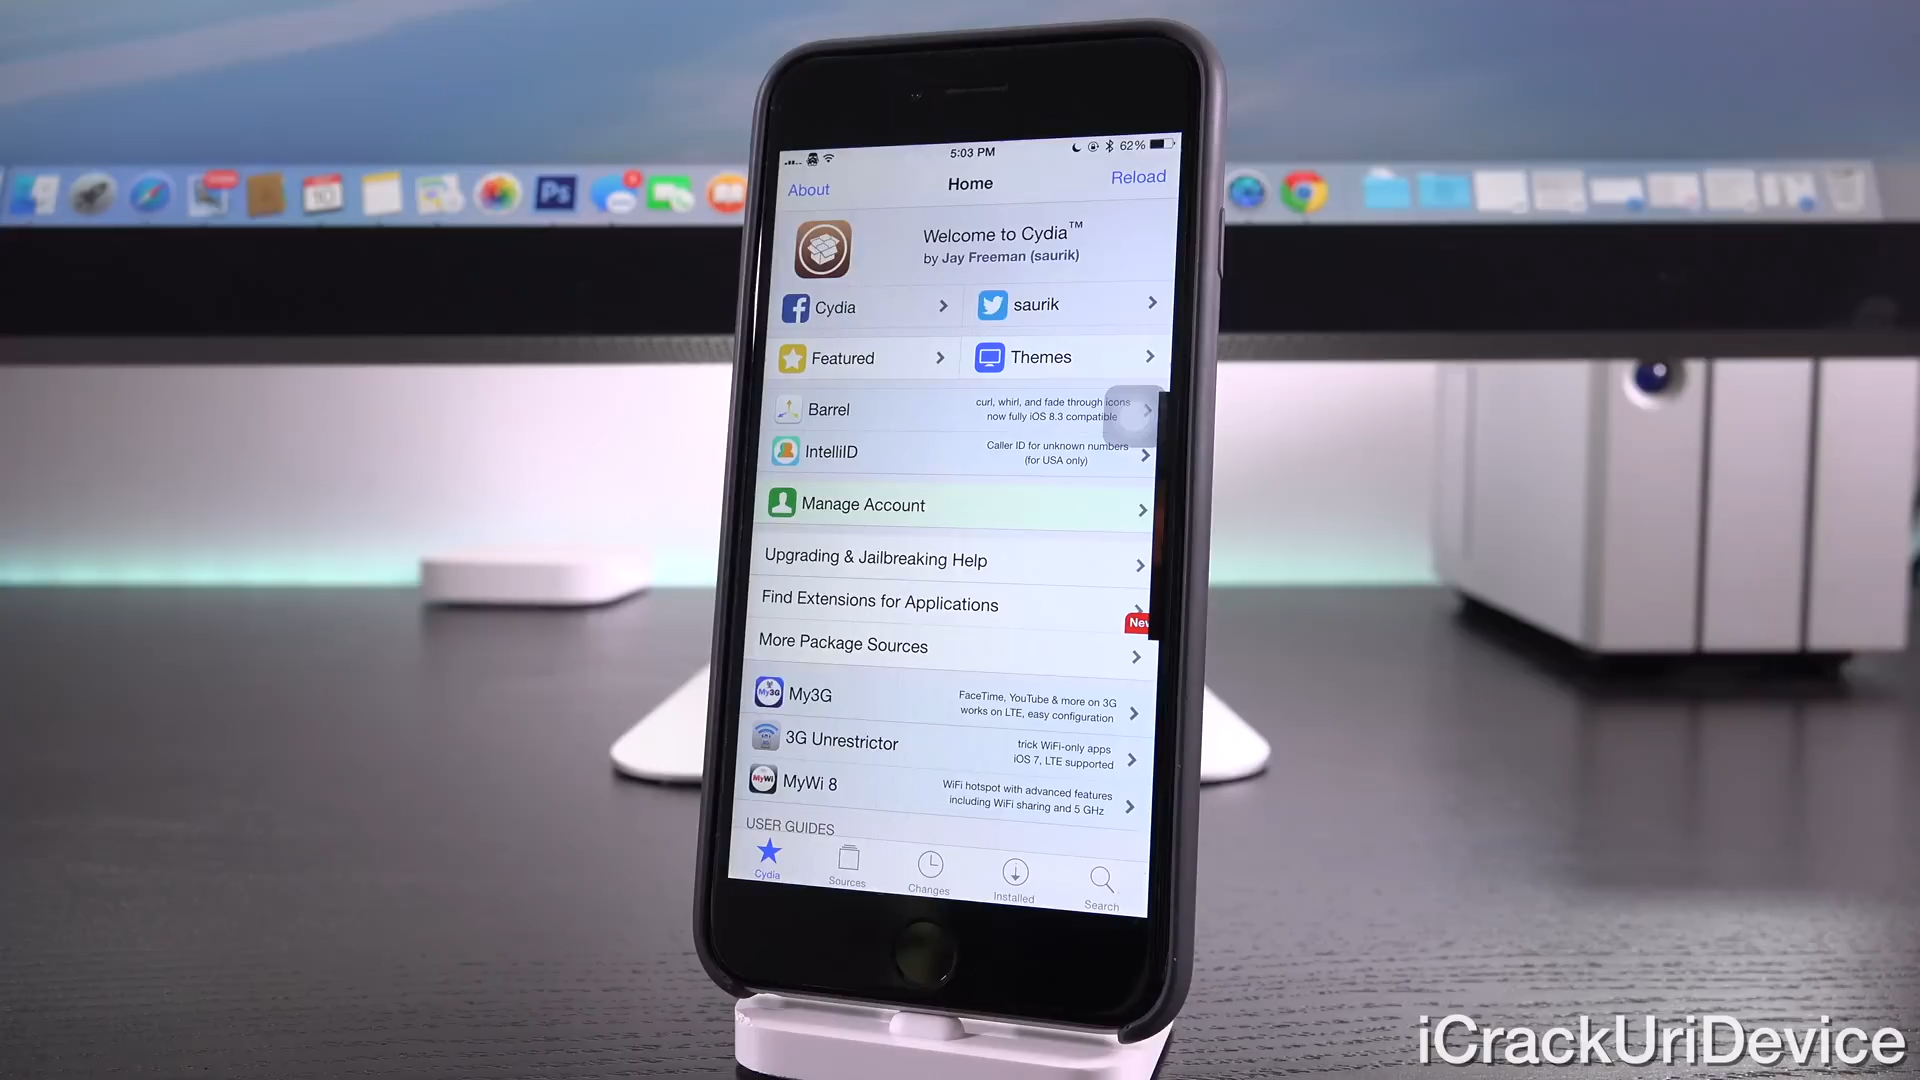 5:03 PM
62%
About
Home
Reload
Welcome to Cydia™
by Jay Freeman (saurik)
Cydia
saurik
Featured
Themes
Barrel
curl, whirl, and fade through icons
now fully iOS 8.3 compatible
IntelliID
Caller ID for unknown numbers
(for USA only)
Manage Account
Upgrading & Jailbreaking Help
Find Extensions for Applications
New
More Package Sources
My3G
My3G
FaceTime, YouTube & more on 3G
works on LTE, easy configuration
3G Unrestrictor
trick WiFi-only apps
iOS 7, LTE supported
MyWi
MyWi 8
WiFi hotspot with advanced features
including WiFi sharing and 5 GHz
USER GUIDES
Cydia
Sources
Changes
Installed
Search
Ps
iCrackUriDevice